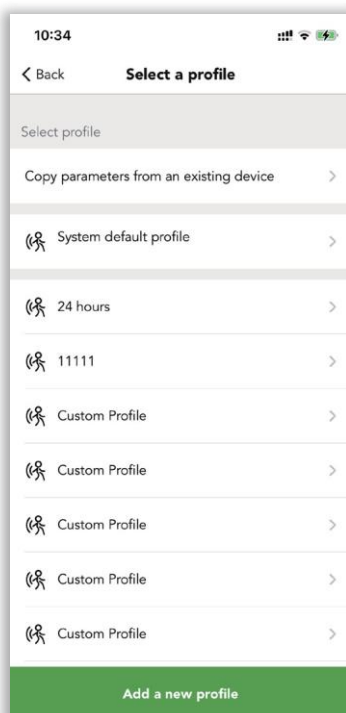 10:34
Back
Select a profile
Select profile
Copy parameters from an existing device
System default profile
24 hours
11111
Custom Profile
Custom Profile
Custom Profile
Custom Profile
Custom Profile
Add a new profile